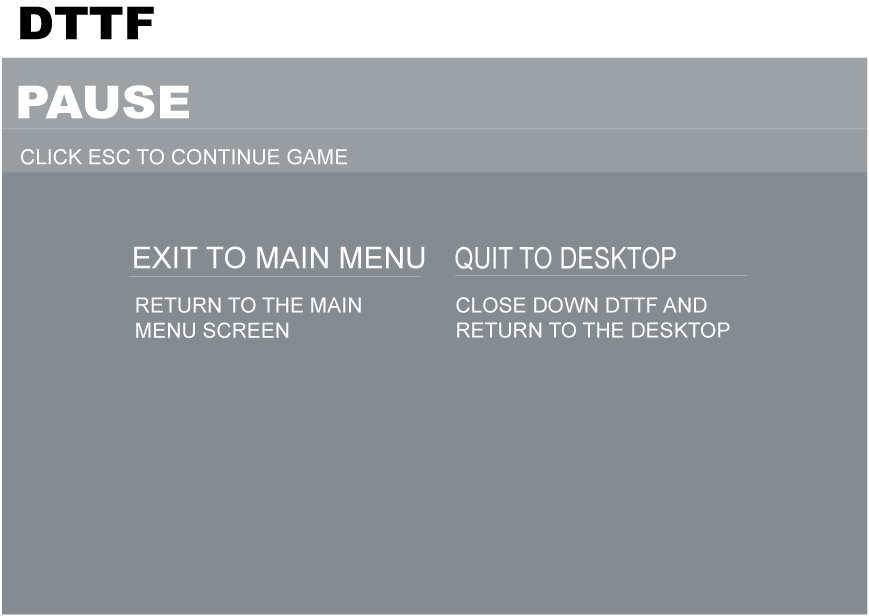 DTTF
PAUSE
CLICK ESC TO CONTINUE GAME
EXIT TO MAIN MENU
RETURN TO THE MAIN
MENU SCREEN
QUIT TO DESKTOP
CLOSE DOWN DTTF AND
RETURN TO THE DESKTOP